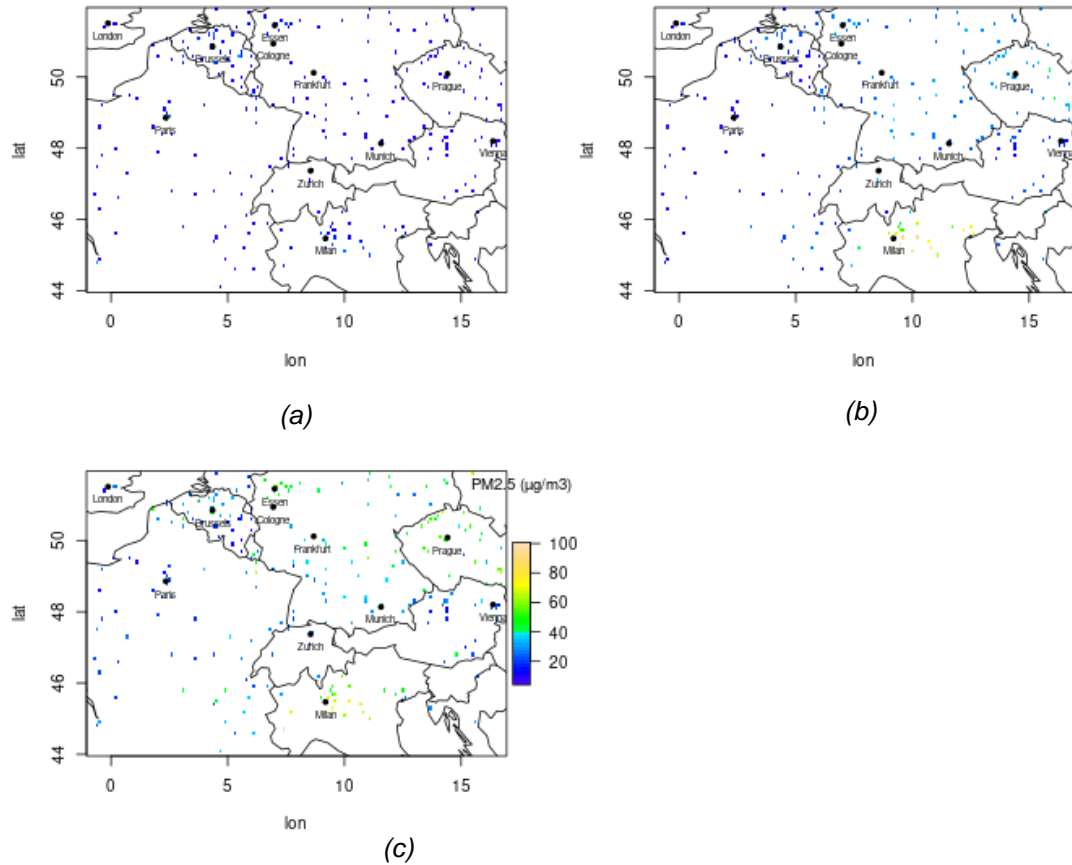 London
Essen
Cologne
Brussels
Frankfurt
Prague
Paris
Munich
Vienna
Zurich
Milan
lat
44 46 48 50
0 5 10 15
lon
(a)
London
Essen
Cologne
Brussels
Frankfurt
Prague
Paris
Munich
Vienna
Zurich
Milan
lat
44 46 48 50
0 5 10 15
lon
(b)
PM2.5 (µg/m3)
London
Essen
Cologne
Brussels
Frankfurt
Prague
Paris
Munich
Vienna
Zurich
Milan
100
80
60
40
20
lat
44 46 48 50
0 5 10 15
lon
(c)